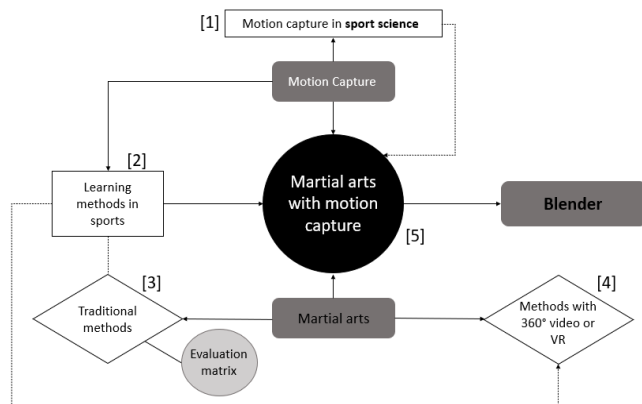 [1]
Motion capture in sport science
Motion Capture
[2]
Learning
methods in
sports
Martial arts
with motion
capture
[5]
Blender
[3]
Traditional
methods
Evaluation
matrix
Martial arts
[4]
Methods with
360° video or
VR